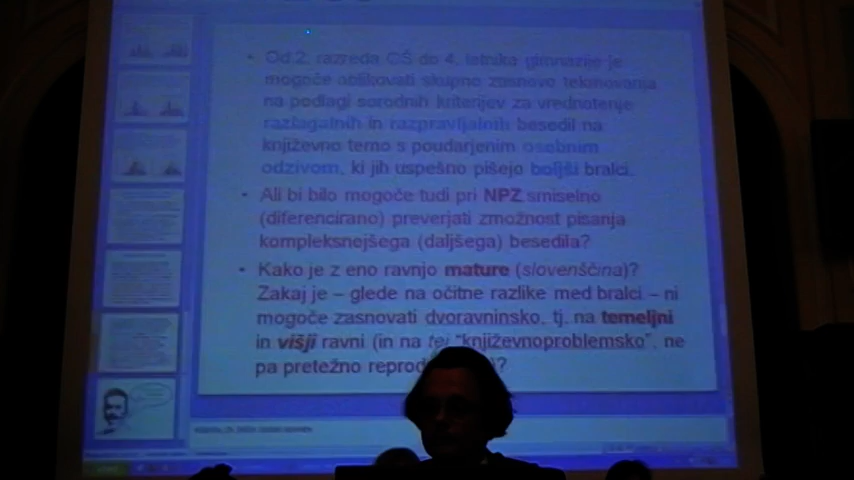 Od 2. razreda OŠ do 4. letnika gimnazije je
mogoče oblikovati skupno zasnovo tekmovanja
na podlagi sorodnih kriterijev za vrednotenje
razlagalnih in razpravljalnih besedil na
književno temo s poudarjenim osebnim
odzivom, ki jih uspešno pišejo boljši bralci.
Ali bi bilo mogoče tudi pri NPZ smiselno
(diferencirano) preverjati zmožnost pisanja
kompleksnejšega (daljšega) besedila?
Kako je z eno ravnjo mature (slovenščina)?
Zakaj je – glede na očitne razlike med bralci – ni
mogoče zasnovati dvoravninsko, tj. na temeljni
in višji ravni (in na tej "književnoproblemsko", ne
pa pretežno )?